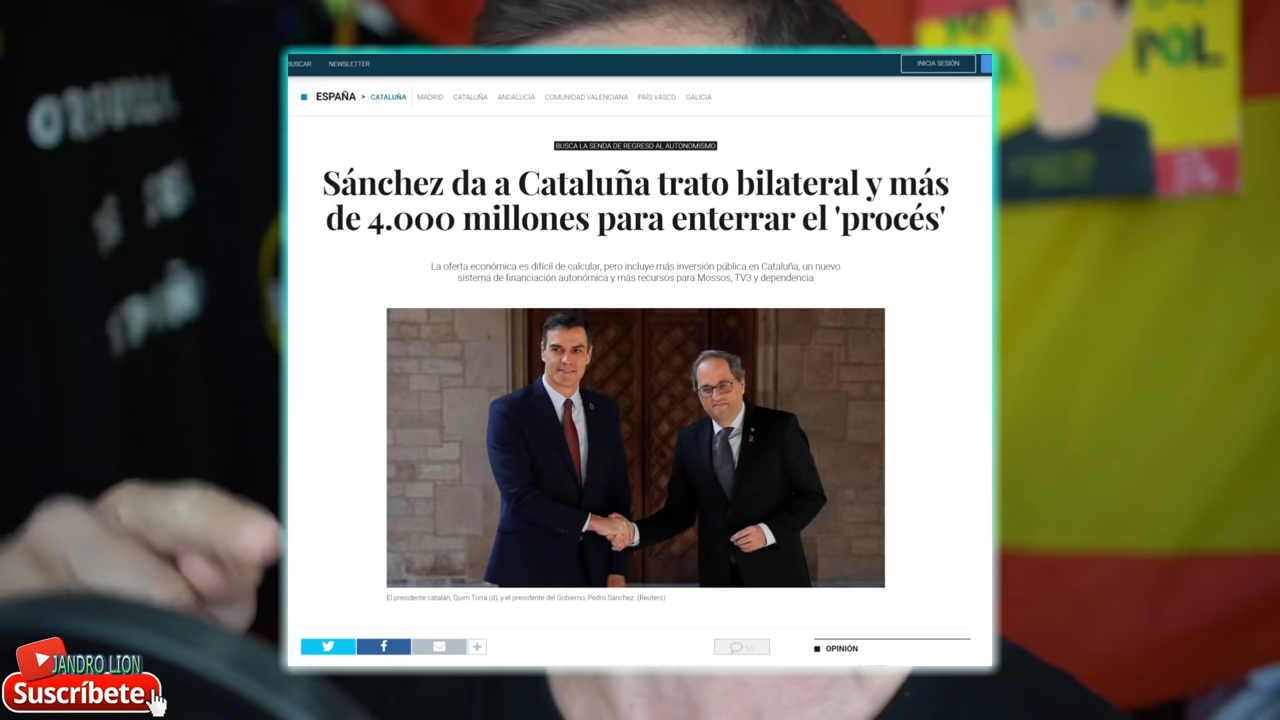 BUSCAR NEWSLETTER INICIA SESIÓN
ESPAÑA > CATALUÑA MADRID CATALUÑA ANDALUCÍA COMUNIDAD VALENCIANA PAÍS VASCO GALICIA
BUSCA LA SENDA DE REGRESO AL AUTONOMISMO
Sánchez da a Cataluña trato bilateral y más
de 4.000 millones para enterrar el 'procés'
La oferta económica es difícil de calcular, pero incluye más inversión pública en Cataluña, un nuevo
sistema de financiación autonómica y más recursos para Mossos, TV3 y dependencia
El presidente catalán, Quim Torra (d), y el presidente del Gobierno, Pedro Sánchez. (Reuters)
55
OPINIÓN
POL
JANDRO_LION
Suscríbete